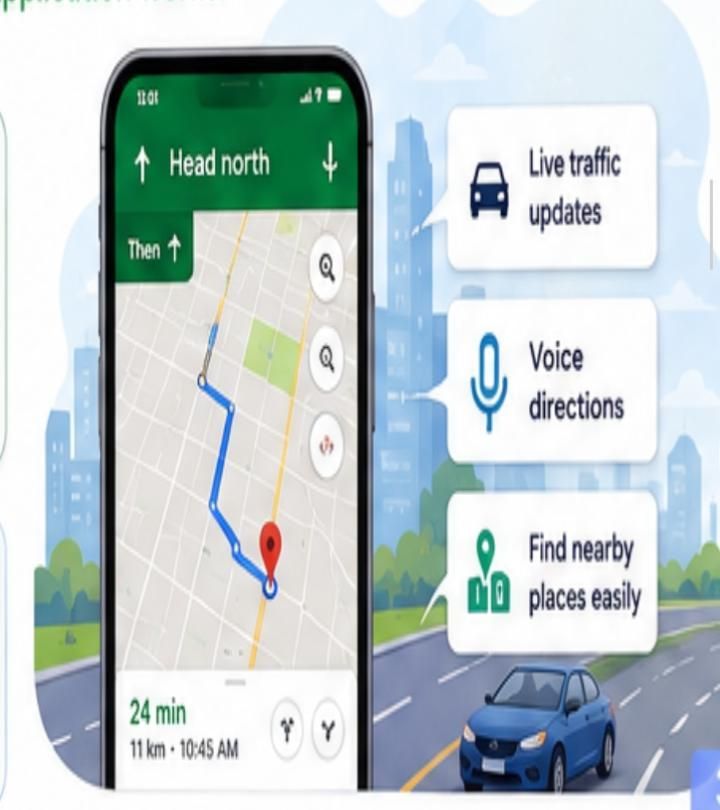 Head north
Then
24 min
11 km • 10:45 AM
Live traffic
updates
Voice
directions
Find nearby
places easily